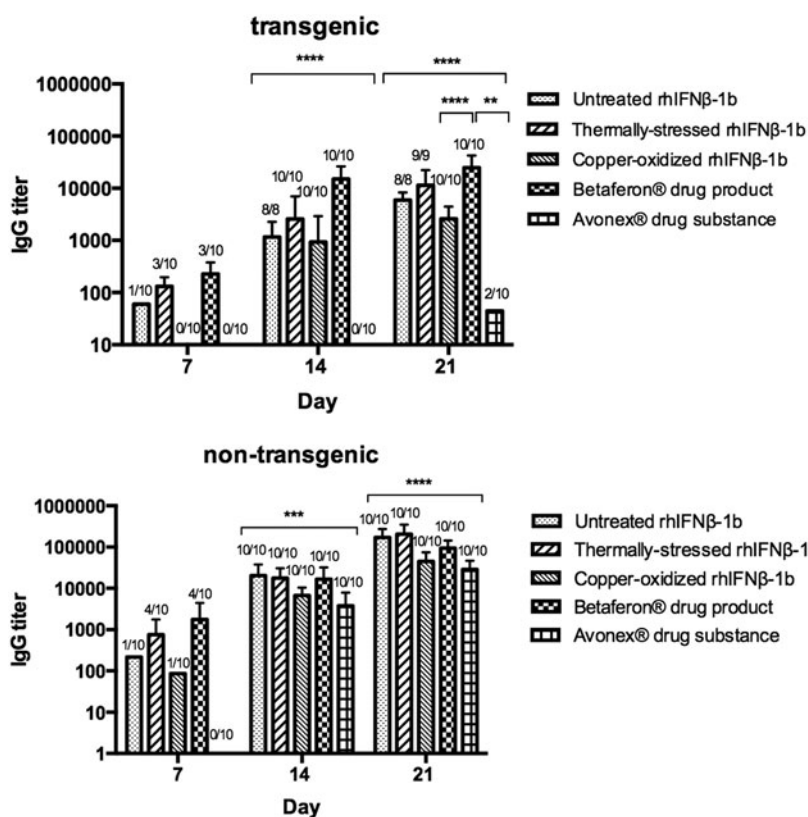 transgenic
**** ****
**** **
1000000
100000
10000
1000
100
10
IgG titer
1/10 3/10 0/10 3/10 0/10
8/8 10/10 10/10 10/10 0/10
8/8 9/9 10/10 10/10 2/10
7 14 21
Day
Untreated rhIFNβ-1b
Thermally-stressed rhIFNβ-1b
Copper-oxidized rhIFNβ-1b
Betaferon® drug product
Avonex® drug substance
non-transgenic
*** ****
1000000
100000
10000
1000
100
10
1
IgG titer
1/10 4/10 1/10 4/10 0/10
10/10 10/10 10/10 10/10 10/10
10/10 10/10 10/10 10/10 10/10
7 14 21
Day
Untreated rhIFNβ-1b
Thermally-stressed rhIFNβ-1
Copper-oxidized rhIFNβ-1b
Betaferon® drug product
Avonex® drug substance